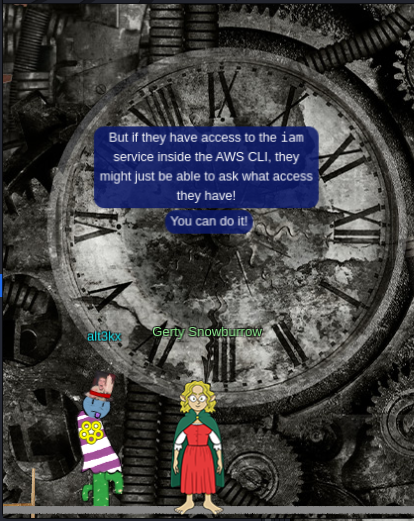 But if they have access to the iam
service inside the AWS CLI, they
might just be able to ask what access
they have!
You can do it!
alt3kx
Gerty Snowburrow